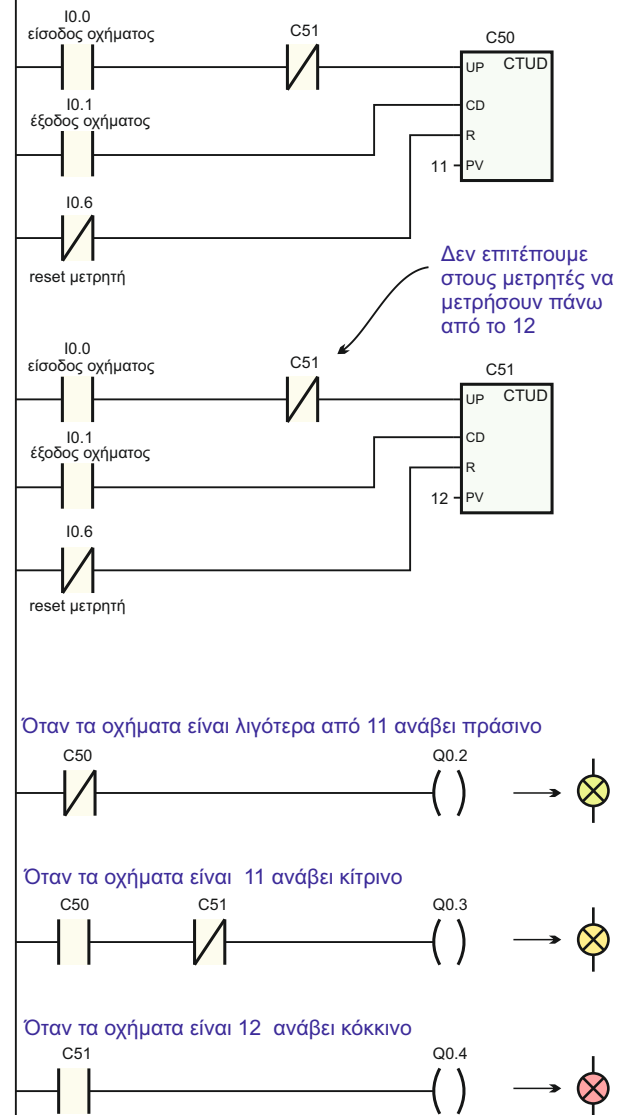 I0.0
είσοδος οχήματος
C51
C50
UP CTUD
I0.1
έξοδος οχήματος
CD
R
11 PV
I0.6
reset μετρητή
Δεν επιτέπουμε
στους μετρητές να
μετρήσουν πάνω
από το 12
I0.0
είσοδος οχήματος
C51
C51
UP CTUD
I0.1
έξοδος οχήματος
CD
R
12 PV
I0.6
reset μετρητή
Όταν τα οχήματα είναι λιγότερα από 11 ανάβει πράσινο
C50 Q0.2
Όταν τα οχήματα είναι 11 ανάβει κίτρινο
C50 C51 Q0.3
Όταν τα οχήματα είναι 12 ανάβει κόκκινο
C51 Q0.4